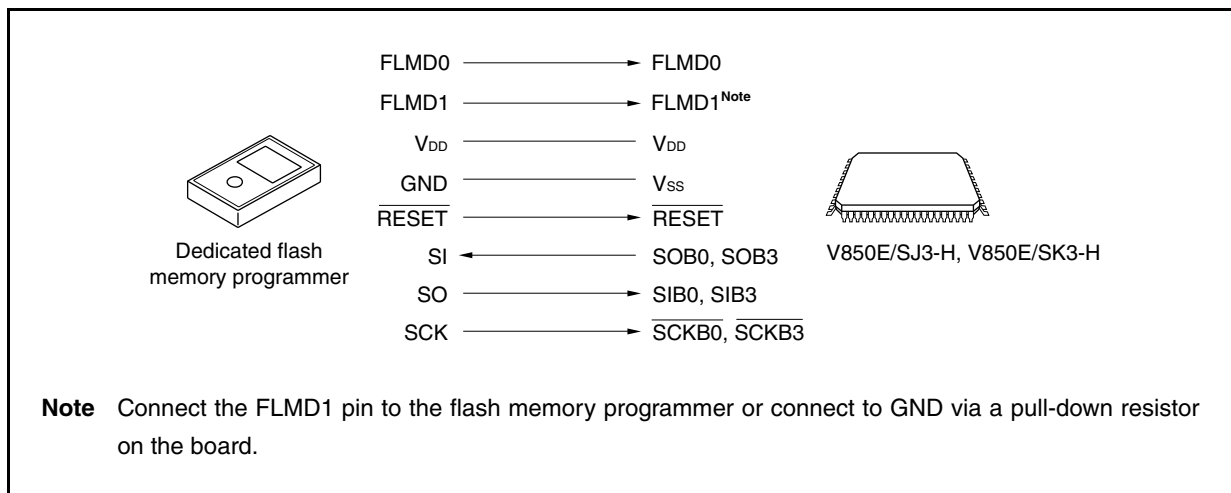 FLMD0 FLMD0
FLMD1 FLMD1Note
VDD VDD
GND VSS
RESET RESET
SI SOB0, SOB3
SO SIB0, SIB3
SCK SCKB0, SCKB3
Dedicated flash
memory programmer
V850E/SJ3-H, V850E/SK3-H
Note Connect the FLMD1 pin to the flash memory programmer or connect to GND via a pull-down resistor
on the board.